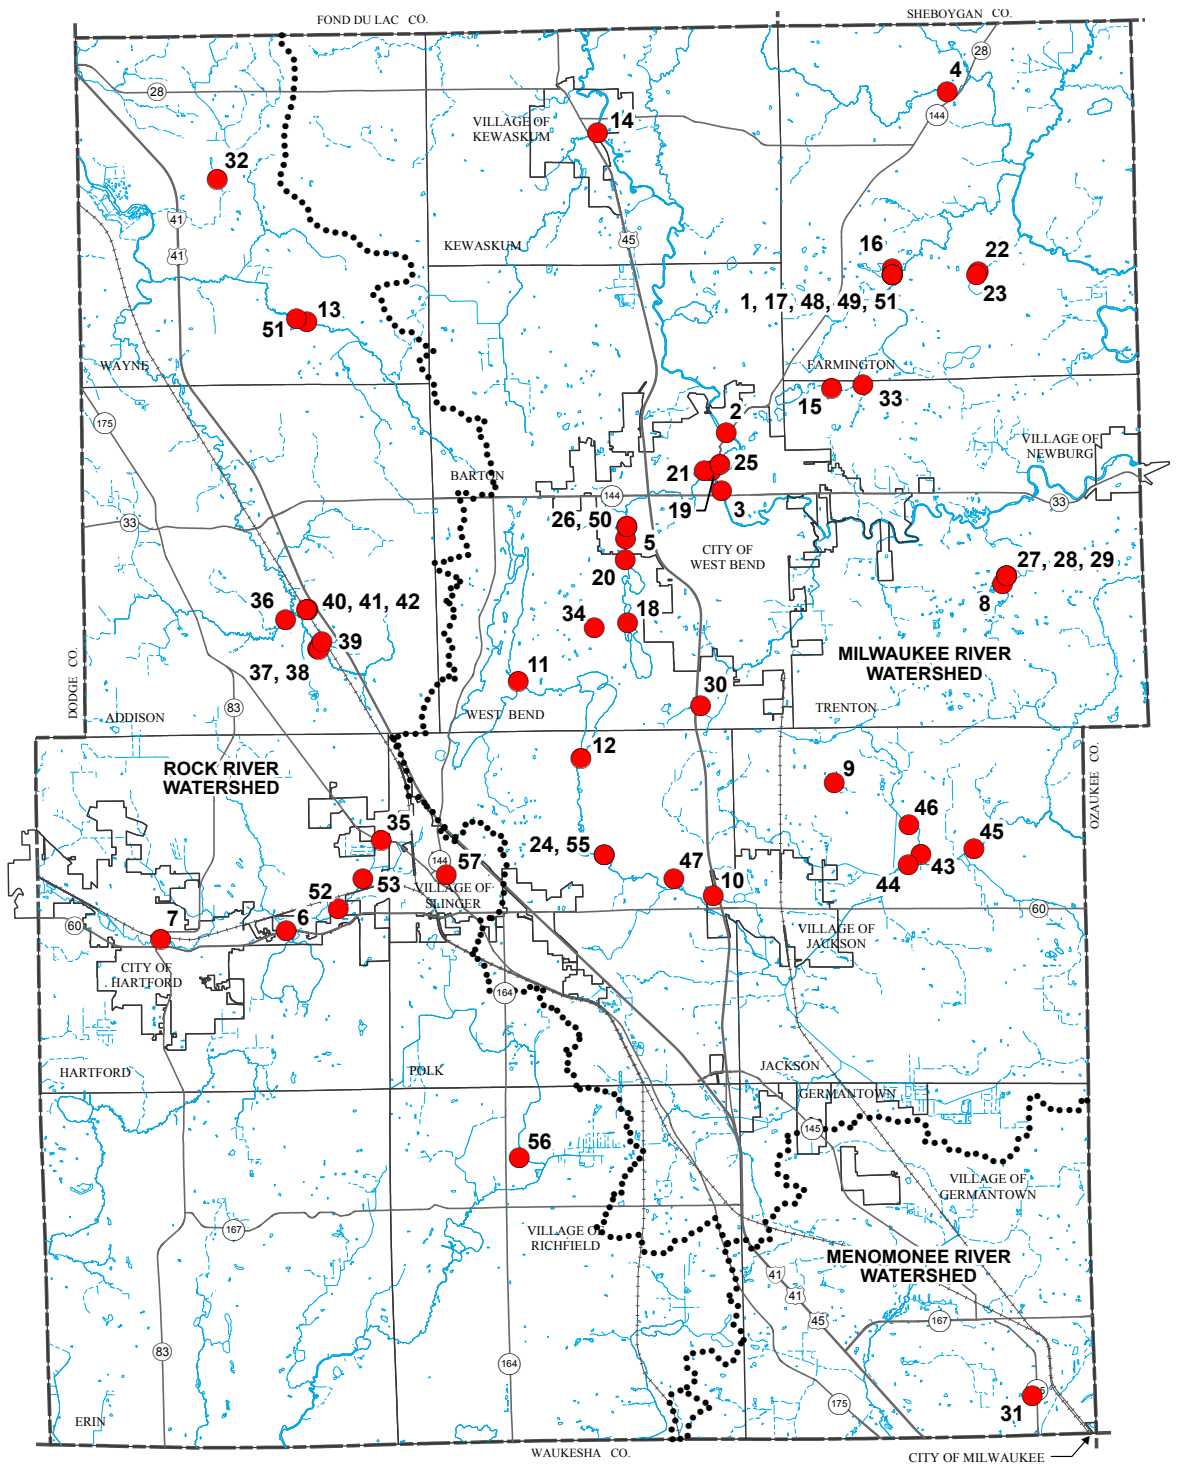 FOND DU LAC CO.
SHEBOYGAN CO.
28
4
28
144
14
VILLAGE OF
KEWASKUM
32
41
41
KEWASKUM
45
16
22
23
1, 17, 48, 49, 51
13
51
WAYNE
FARMINGTON
15
33
175
2
VILLAGE OF
NEWBURG
BARTON
21
25
144
19
3
33
33
26, 50
5
CITY OF
WEST BEND
20
27, 28, 29
8
36
40, 41, 42
34
18
39
37, 38
MILWAUKEE RIVER
WATERSHED
11
30
DODGE CO.
ADDISON
83
WEST BEND
TRENTON
12
ROCK RIVER
WATERSHED
9
OZAUKEE CO.
35
46
45
24, 55
43
144
57
47
10
44
53
VILLAGE OF
SLINGER
52
60
60
7
6
VILLAGE OF
JACKSON
CITY OF
HARTFORD
164
HARTFORD
POLK
JACKSON
GERMANTOWN
145
56
VILLAGE OF
GERMANTOWN
167
VILLAGE OF
RICHFIELD
MENOMONEE RIVER
WATERSHED
41
41
45
167
83
164
175
31
ERIN
WAUKESHA CO.
CITY OF MILWAUKEE